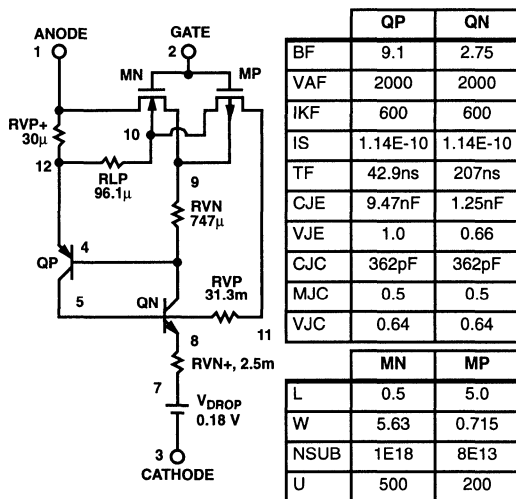 ANODE
1
GATE
2
MN
MP
RVP+
30µ
10
12
RLP
96.1µ
9
RVN
747µ
4
QP
5
QN
RVP
31.3m
11
8
RVN+, 2.5m
7
VDROP
0.18 V
3
CATHODE
QP QN
BF 9.1 2.75
VAF 2000 2000
IKF 600 600
IS 1.14E-10 1.14E-10
TF 42.9ns 207ns
CJE 9.47nF 1.25nF
VJE 1.0 0.66
CJC 362pF 362pF
MJC 0.5 0.5
VJC 0.64 0.64
MN MP
L 0.5 5.0
W 5.63 0.715
NSUB 1E18 8E13
U 500 200